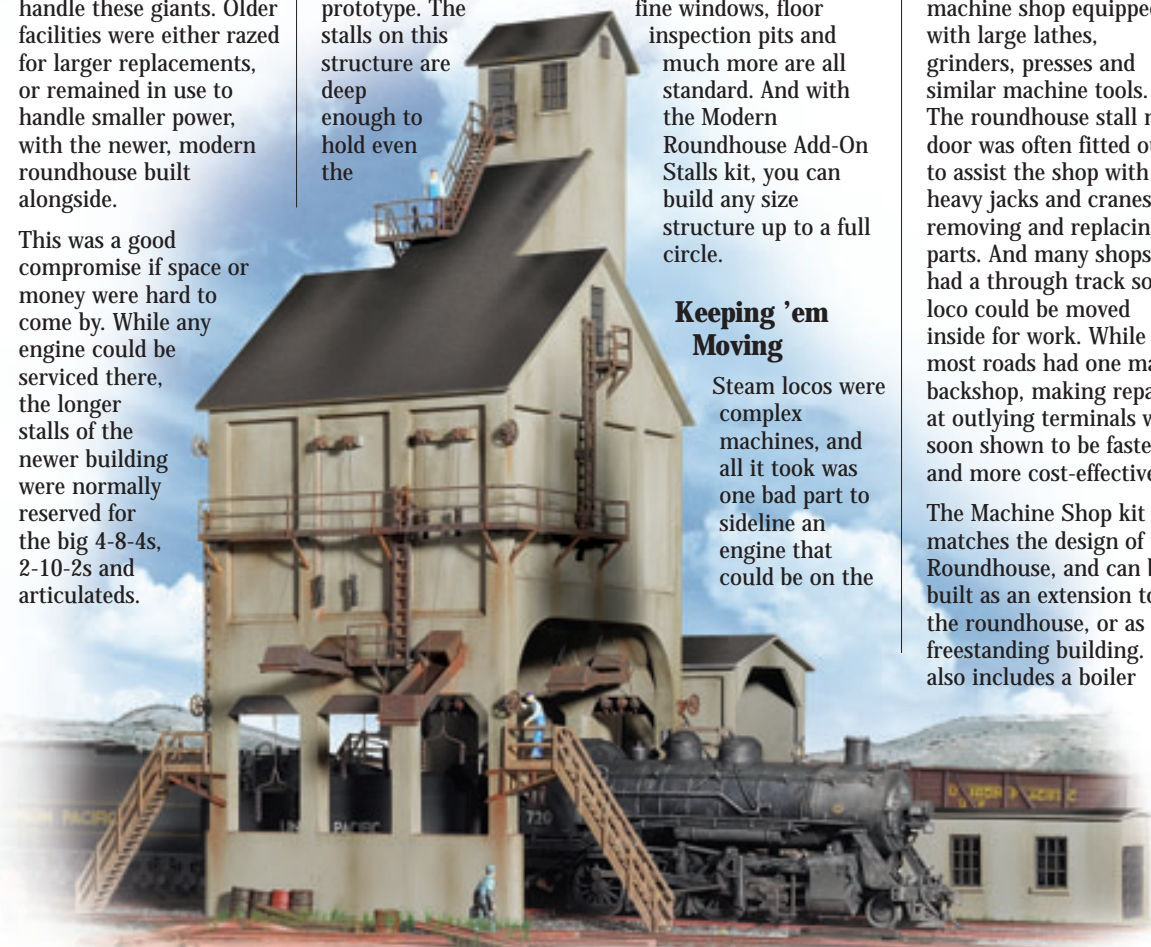 handle these giants. Older
facilities were either razed
for larger replacements,
or remained in use to
handle smaller power,
with the newer, modern
roundhouse built
alongside.
This was a good
compromise if space or
money were hard to
come by. While any
engine could be
serviced there,
the longer
stalls of the
newer building
were normally
reserved for
the big 4-8-4s,
2-10-2s and
articulateds.
prototype. The
stalls on this
structure are
deep
enough to
hold even
the
fine windows, floor
inspection pits and
much more are all
standard. And with
the Modern
Roundhouse Add-On
Stalls kit, you can
build any size
structure up to a full
circle.
Keeping ’em
Moving
Steam locos were
complex
machines, and
all it took was
one bad part to
sideline an
engine that
could be on the
machine shop equippe
with large lathes,
grinders, presses and
similar machine tools.
The roundhouse stall
door was often fitted
to assist the shop with
heavy jacks and cranes
removing and replacin
parts. And many shops
had a through track so
loco could be moved
inside for work. While
most roads had one
backshop, making
at outlying terminals
soon shown to be faste
and more cost-effective
The Machine Shop kit
matches the design of
Roundhouse, and can
built as an extension to
the roundhouse, or as
freestanding building.
also includes a boiler
PACIFIC
PACIFIC
720